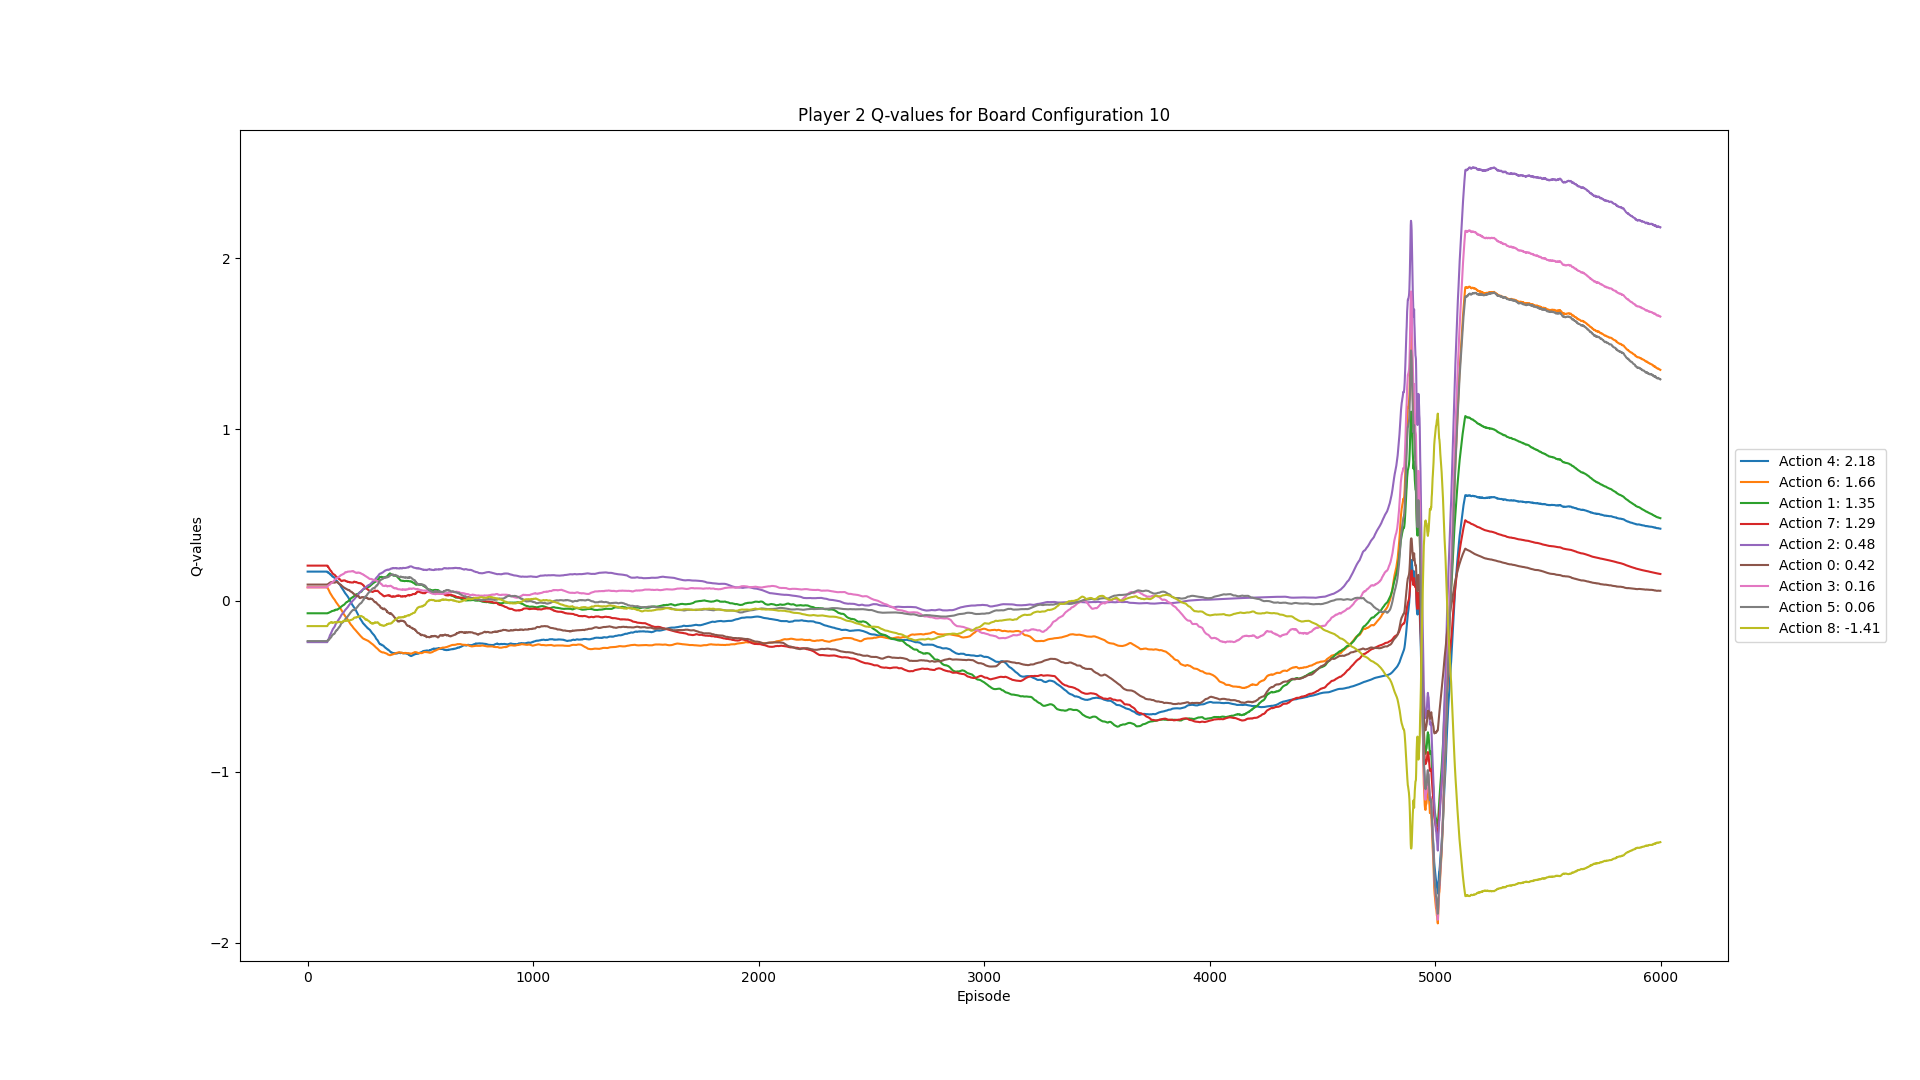 Player 2 Q-values for Board Configuration 10
Q-values
2
1
0
−1
−2
0 1000 2000 3000 4000 5000 6000
Episode
Action 4: 2.18
Action 6: 1.66
Action 1: 1.35
Action 7: 1.29
Action 2: 0.48
Action 0: 0.42
Action 3: 0.16
Action 5: 0.06
Action 8: -1.41